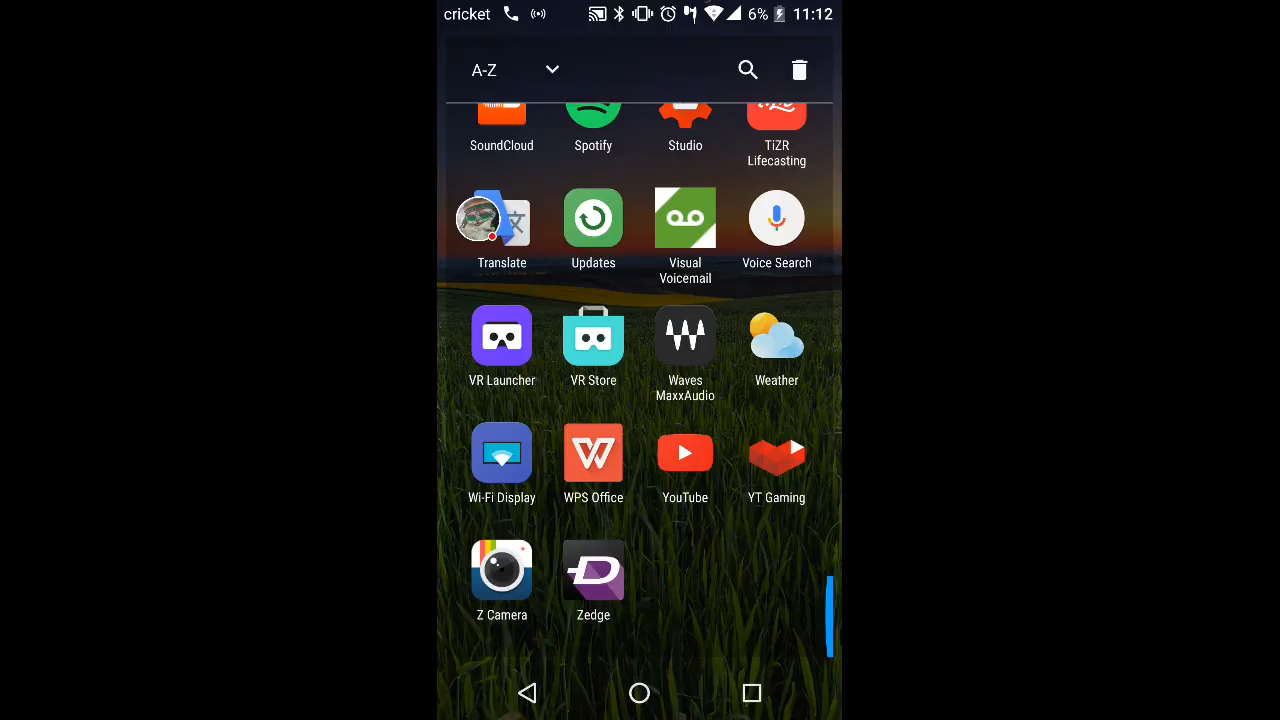 cricket 6% 11:12
A-Z
SoundCloud Spotify Studio TiZR
Lifecasting
Translate Updates Visual Voice Search
Voicemail
VR Launcher VR Store Waves Weather
MaxxAudio
Wi-Fi Display WPS Office YouTube YT Gaming
Z Camera Zedge